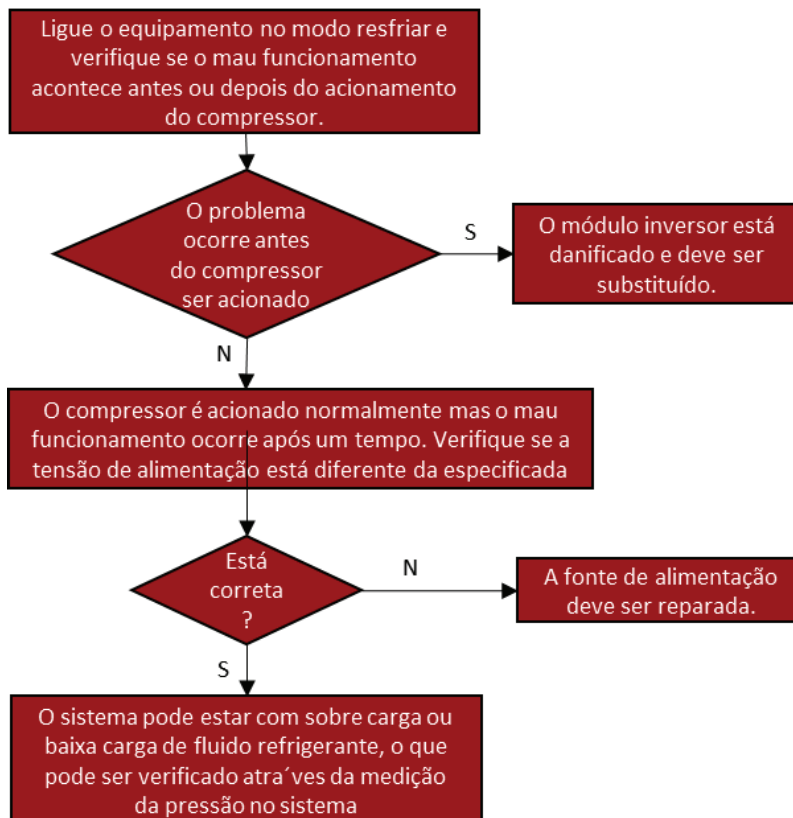 Ligue o equipamento no modo resfriar e
verifique se o mau funcionamento
acontece antes ou depois do acionamento
do compressor.
O problema
ocorre antes
do compressor
ser acionado
S
O módulo inversor está
danificado e deve ser
substituído.
N
O compressor é acionado normalmente mas o mau
funcionamento ocorre após um tempo. Verifique se a
tensão de alimentação está diferente da especificada
Está
correta
?
N
A fonte de alimentação
deve ser reparada.
S
O sistema pode estar com sobre carga ou
baixa carga de fluido refrigerante, o que
pode ser verificado atra´ves da medição
da pressão no sistema